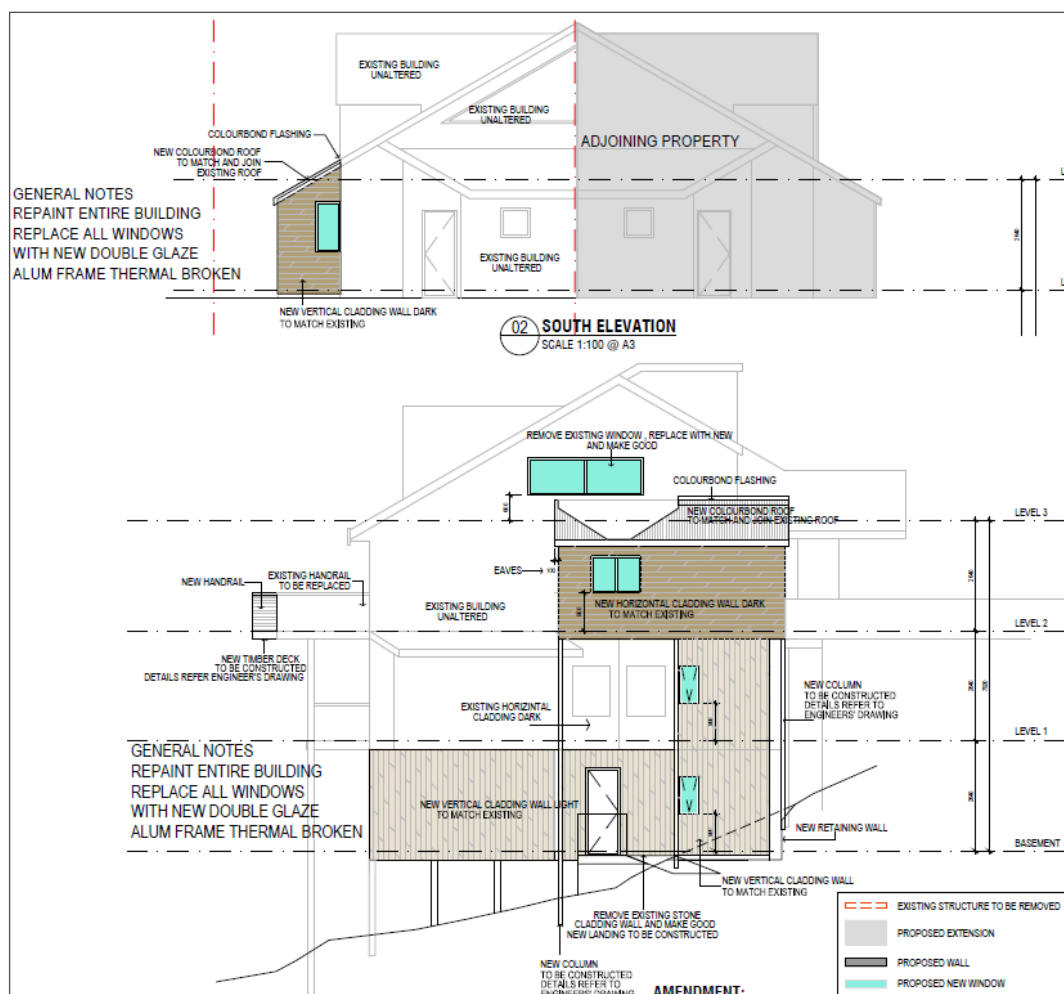 EXISTING BUILDING
UNALTERED
EXISTING BUILDING
UNALTERED
COLOURBOND FLASHING
ADJOINING PROPERTY
NEW COLOURBOND ROOF
TO MATCH AND JOIN
EXISTING ROOF
GENERAL NOTES
REPAINT ENTIRE BUILDING
REPLACE ALL WINDOWS
WITH NEW DOUBLE GLAZE
ALUM FRAME THERMAL BROKEN
EXISTING BUILDING
UNALTERED
NEW VERTICAL CLADDING WALL DARK
TO MATCH EXISTING
02 SOUTH ELEVATION
SCALE 1:100 @ A3
REMOVE EXISTING WINDOW , REPLACE WITH NEW
AND MAKE GOOD
COLOURBOND FLASHING
600
NEW COLOURBOND ROOF
TO MATCH AND JOIN EXISTING ROOF
LEVEL 3
EAVES
100
NEW HANDRAIL
EXISTING HANDRAIL
TO BE REPLACED
EXISTING BUILDING
UNALTERED
NEW HORIZONTAL CLADDING WALL DARK
TO MATCH EXISTING
2640
LEVEL 2
NEW TIMBER DECK
TO BE CONSTRUCTED
DETAILS REFER ENGINEER'S DRAWING
NEW COLUMN
TO BE CONSTRUCTED
DETAILS REFER TO
ENGINEERS' DRAWING
EXISTING HORIZINTAL
CLADDING DARK
2640
LEVEL 1
GENERAL NOTES
REPAINT ENTIRE BUILDING
REPLACE ALL WINDOWS
WITH NEW DOUBLE GLAZE
ALUM FRAME THERMAL BROKEN
NEW VERTICAL CLADDING WALL LIGHT
TO MATCH EXISTING
2640
NEW RETAINING WALL
BASEMENT
NEW VERTICAL CLADDING WALL
TO MATCH EXISTING
REMOVE EXISTING STONE
CLADDING WALL AND MAKE GOOD
NEW LANDING TO BE CONSTRUCTED
NEW COLUMN
TO BE CONSTRUCTED
DETAILS REFER TO
ENGINEERS' DRAWING
AMENDMENT:
EXISTING STRUCTURE TO BE REMOVED
PROPOSED EXTENSION
PROPOSED WALL
PROPOSED NEW WINDOW